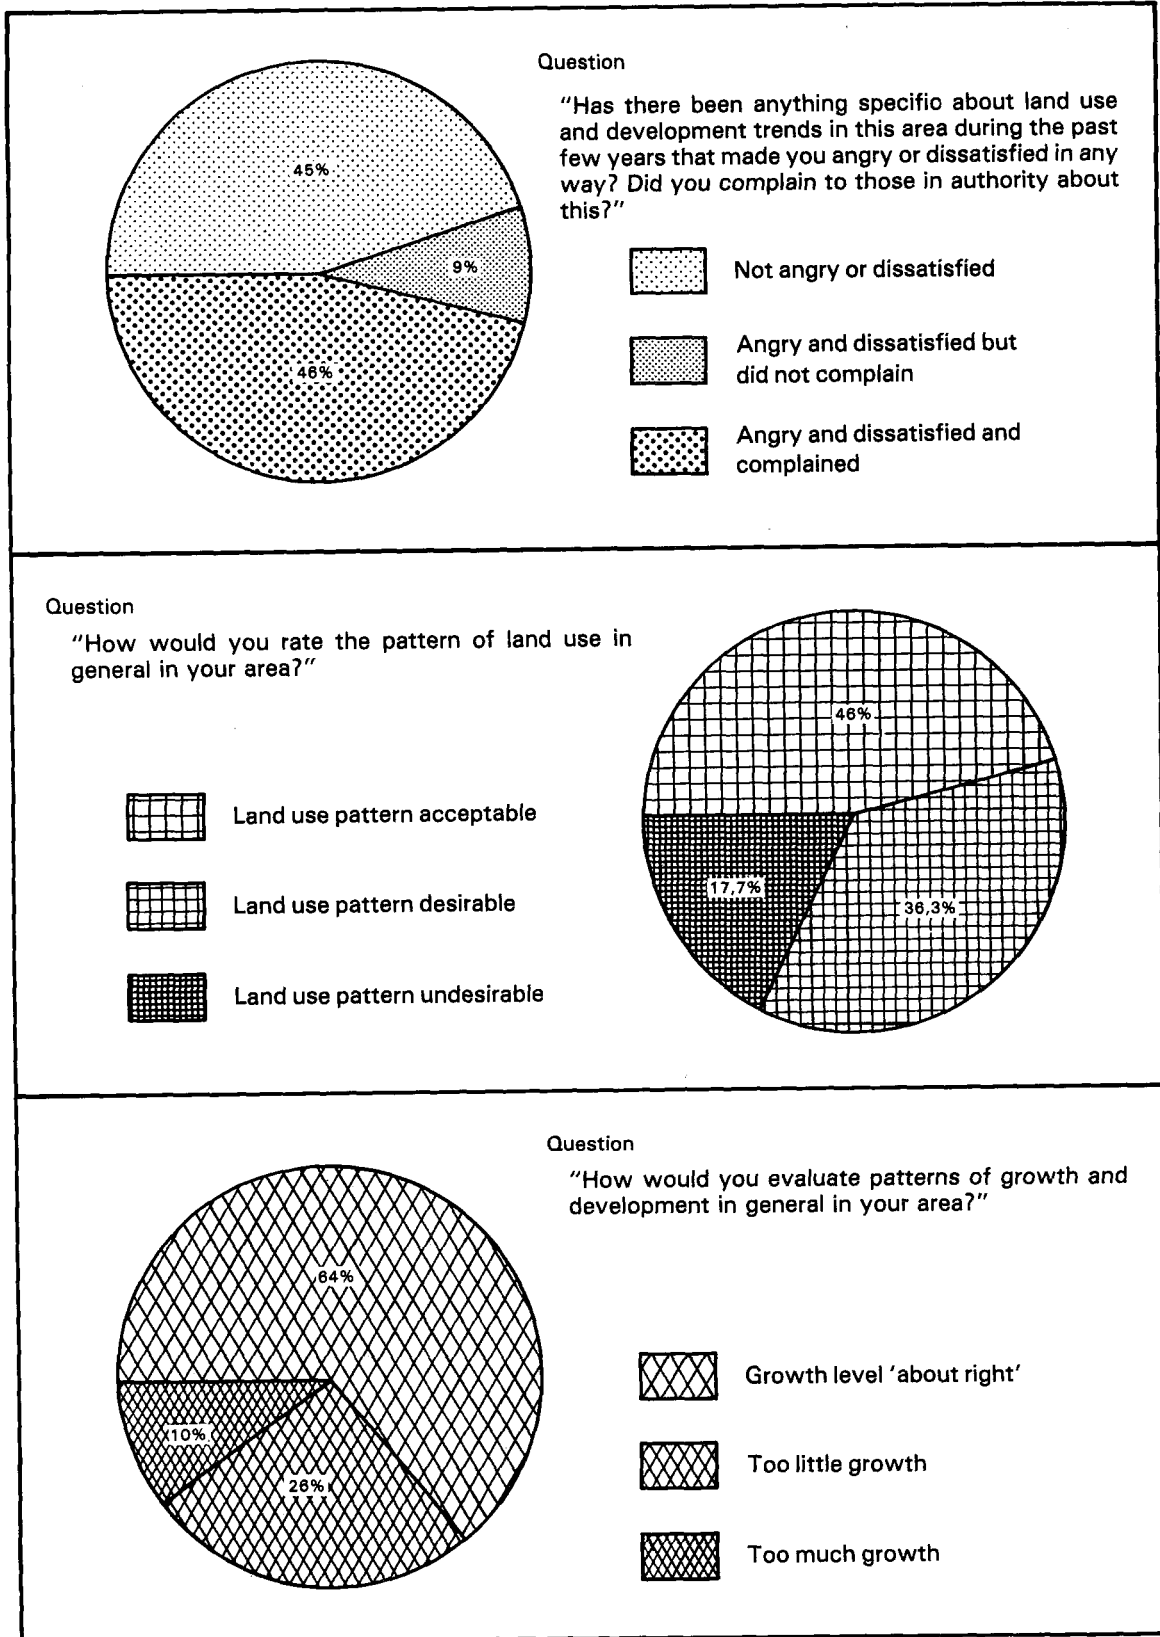 Question
"Has there been anything specifio about land use
and development trends in this area during the past
few years that made you angry or dissatisfied in any
way? Did you complain to those in authority about
this?"
45%
9%
46%
Not angry or dissatisfied
Angry and dissatisfied but
did not complain
Angry and dissatisfied and
complained
Question
"How would you rate the pattern of land use in
general in your area?"
Land use pattern acceptable
Land use pattern desirable
Land use pattern undesirable
46%
17,7%
36,3%
Question
"How would you evaluate patterns of growth and
development in general in your area?"
64%
10%
26%
Growth level 'about right'
Too little growth
Too much growth